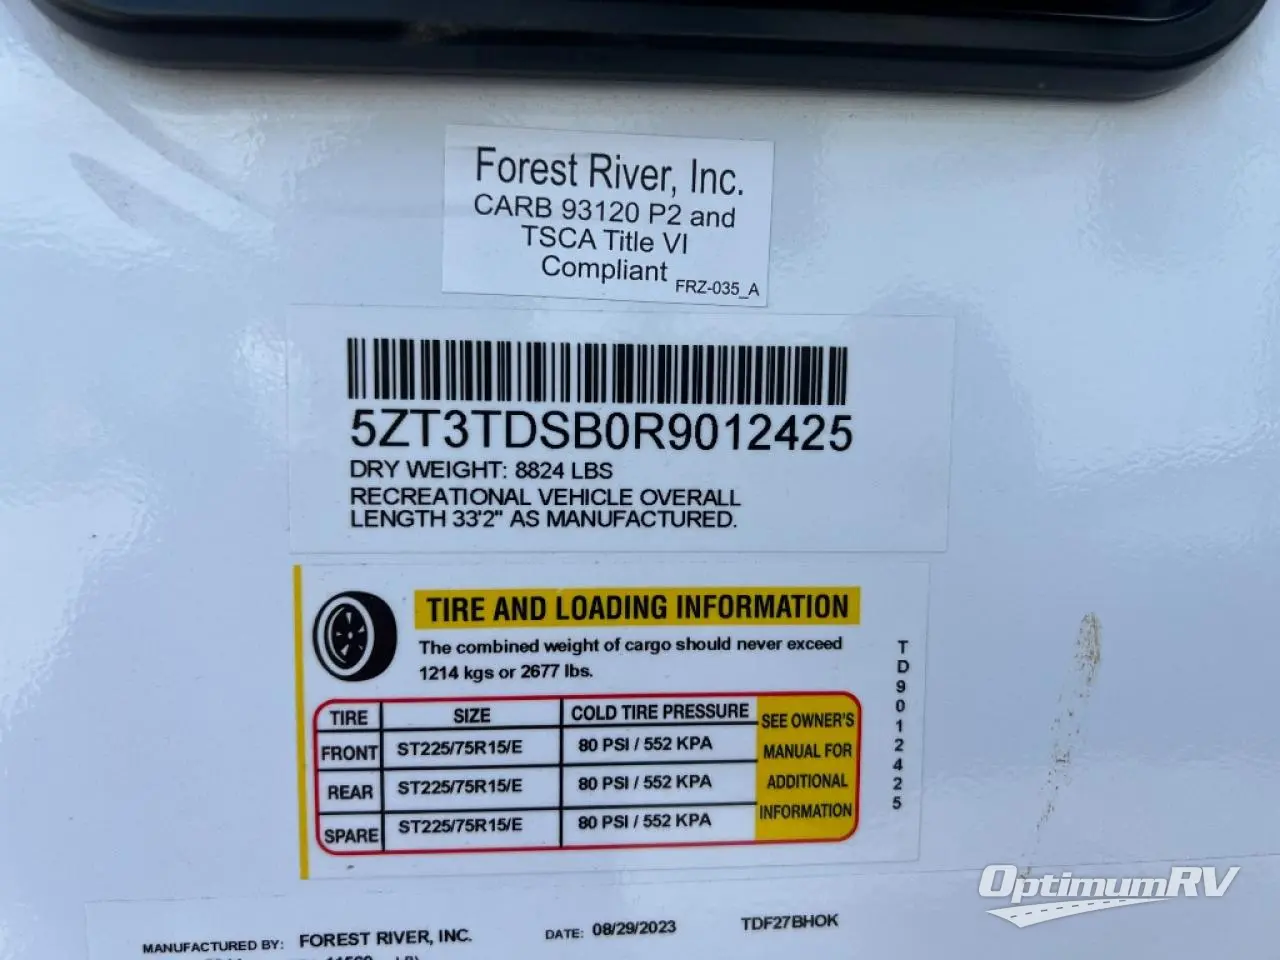 Forest River, Inc.
CARB 93120 P2 and
TSCA Title VI
Compliant
FRZ-035_A
5ZT3TDSB0R9012425
DRY WEIGHT: 8824 LBS
RECREATIONAL VEHICLE OVERALL
LENGTH 33'2" AS MANUFACTURED.
TIRE AND LOADING INFORMATION
The combined weight of cargo should never exceed
1214 kgs or 2677 lbs.
TIRE SIZE COLD TIRE PRESSURE
FRONT ST225/75R15/E 80 PSI / 552 KPA
REAR ST225/75R15/E 80 PSI / 552 KPA
SPARE ST225/75R15/E 80 PSI / 552 KPA
SEE OWNER'S
MANUAL FOR
ADDITIONAL
INFORMATION
TD9012425
OptimumRV
MANUFACTURED BY: FOREST RIVER, INC. DATE: 08/29/2023 TDF27BHOK